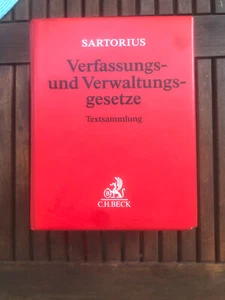 SARTORIUS
Verfassungs-
und Verwaltungs-
gesetze
Textsammlung
C.H.BECK